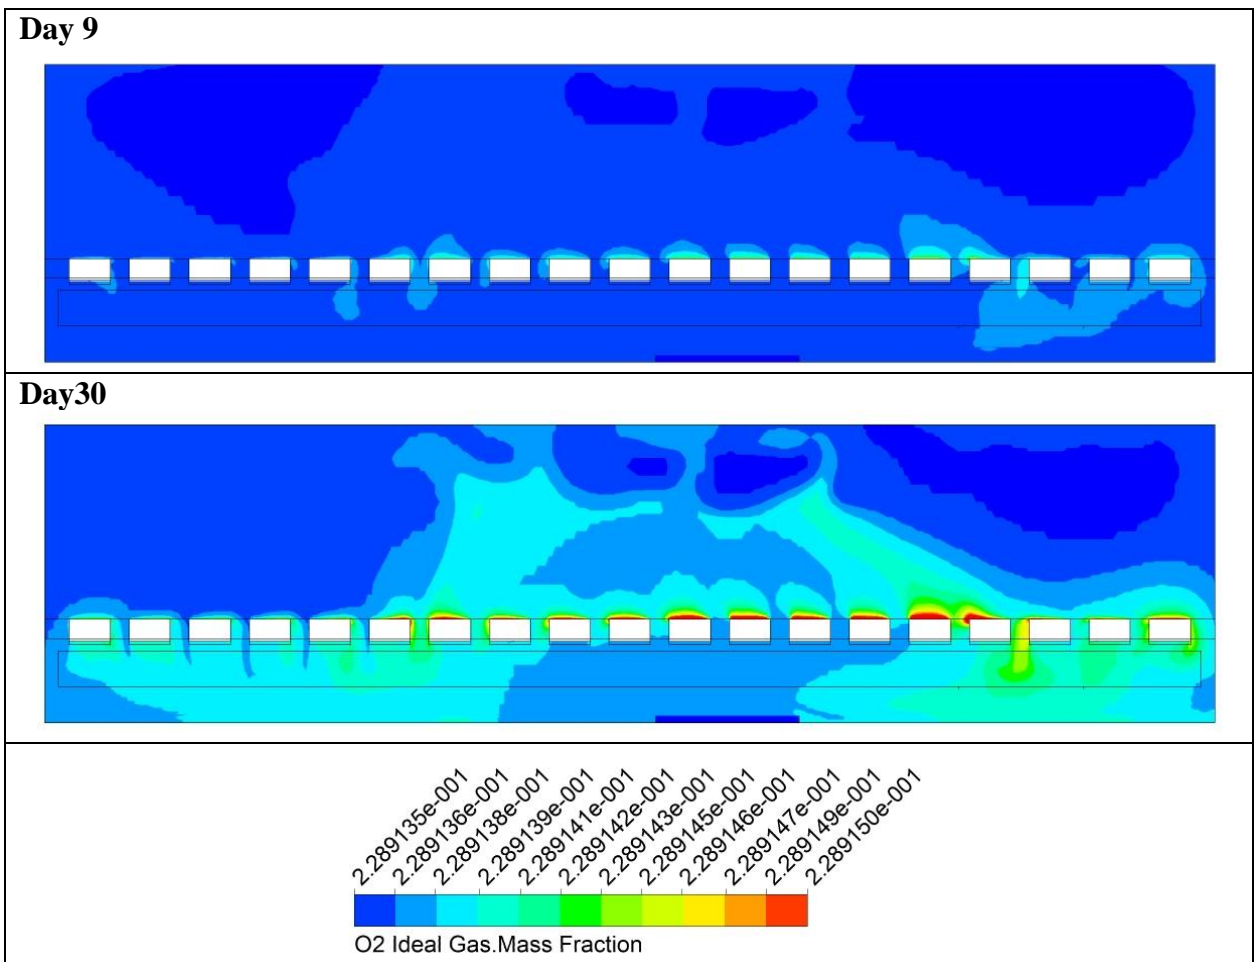 Day 9
Day30
2.289135e-001
2.289136e-001
2.289138e-001
2.289139e-001
2.289141e-001
2.289142e-001
2.289143e-001
2.289145e-001
2.289146e-001
2.289147e-001
2.289149e-001
2.289150e-001
O2 Ideal Gas.Mass Fraction